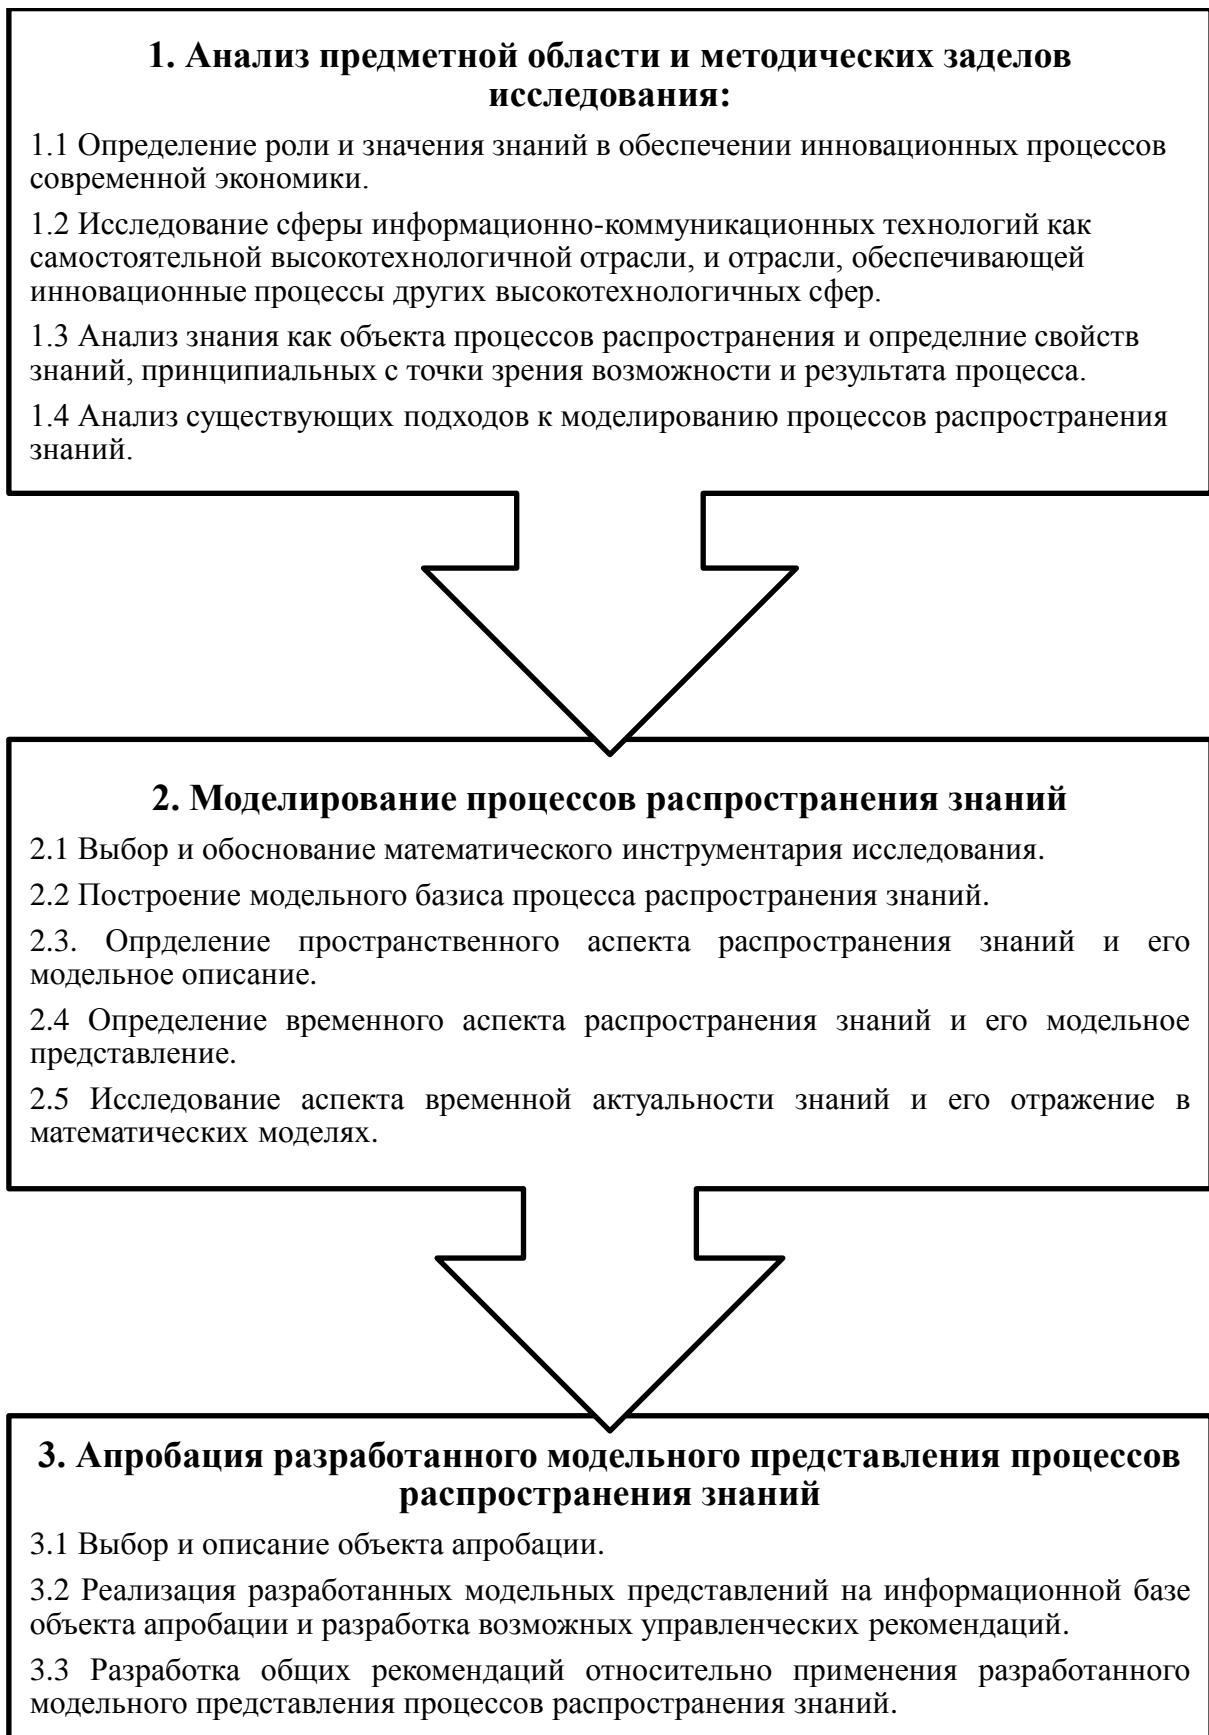 1. Анализ предметной области и методических заделов
исследования:
1.1 Определение роли и значения знаний в обеспечении инновационных процессов
современной экономики.
1.2 Исследование сферы информационно-коммуникационных технологий как
самостоятельной высокотехнологичной отрасли, и отрасли, обеспечивающей
инновационные процессы других высокотехнологичных сфер.
1.3 Анализ знания как объекта процессов распространения и определние свойств
знаний, принципиальных с точки зрения возможности и результата процесса.
1.4 Анализ существующих подходов к моделированию процессов распространения
знаний.
2. Моделирование процессов распространения знаний
2.1 Выбор и обоснование математического инструментария исследования.
2.2 Построение модельного базиса процесса распространения знаний.
2.3. Опрделение пространственного аспекта распространения знаний и его
модельное описание.
2.4 Определение временного аспекта распространения знаний и его модельное
представление.
2.5 Исследование аспекта временной актуальности знаний и его отражение в
математических моделях.
3. Апробация разработанного модельного представления процессов
распространения знаний
3.1 Выбор и описание объекта апробации.
3.2 Реализация разработанных модельных представлений на информационной базе
объекта апробации и разработка возможных управленческих рекомендаций.
3.3 Разработка общих рекомендаций относительно применения разработанного
модельного представления процессов распространения знаний.